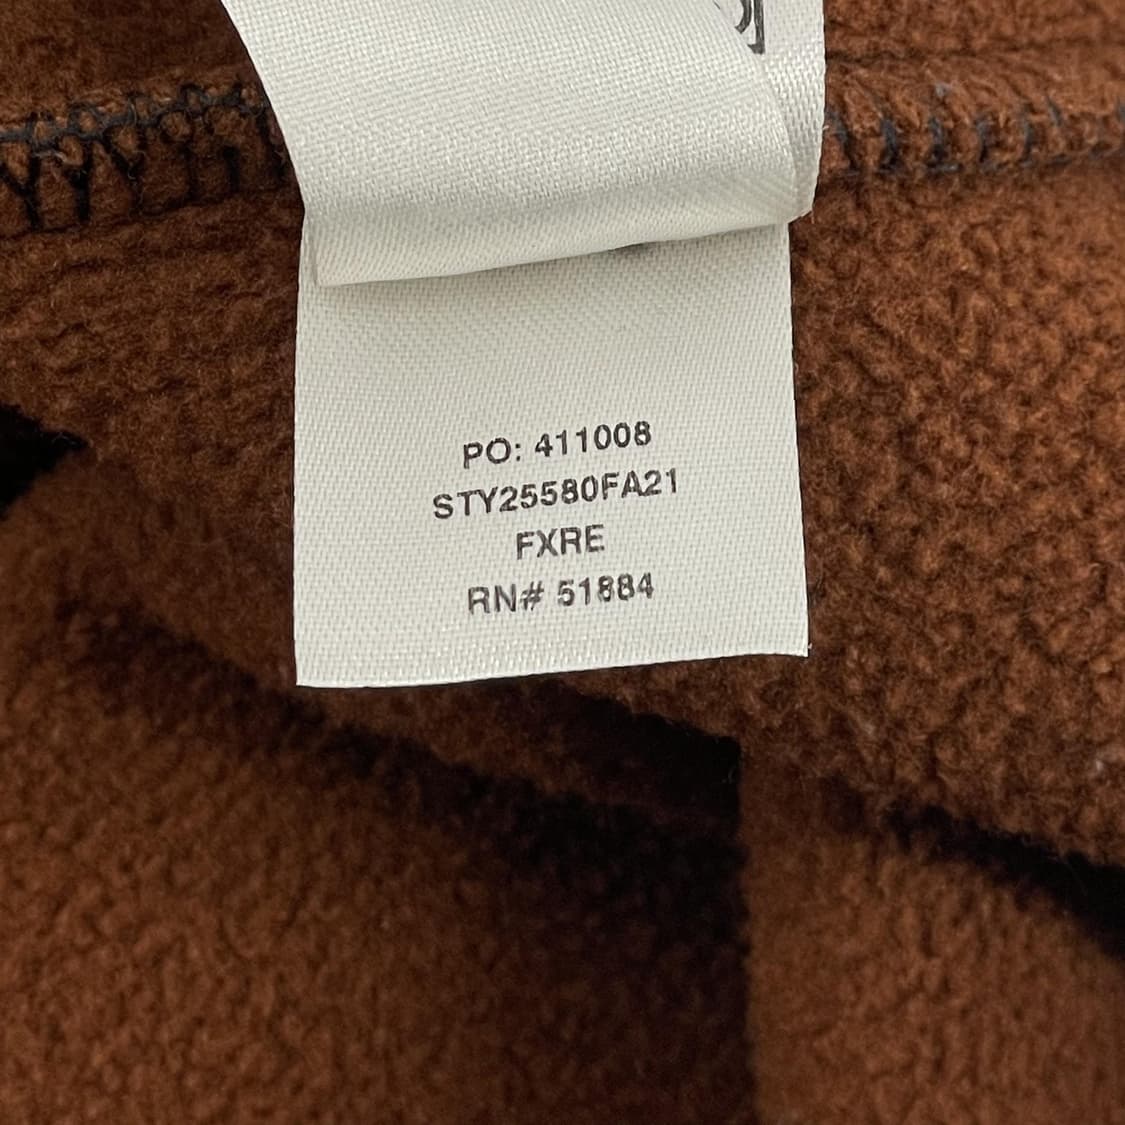 PO: 411008
STY25580FA21
FXRE
RN# 51884